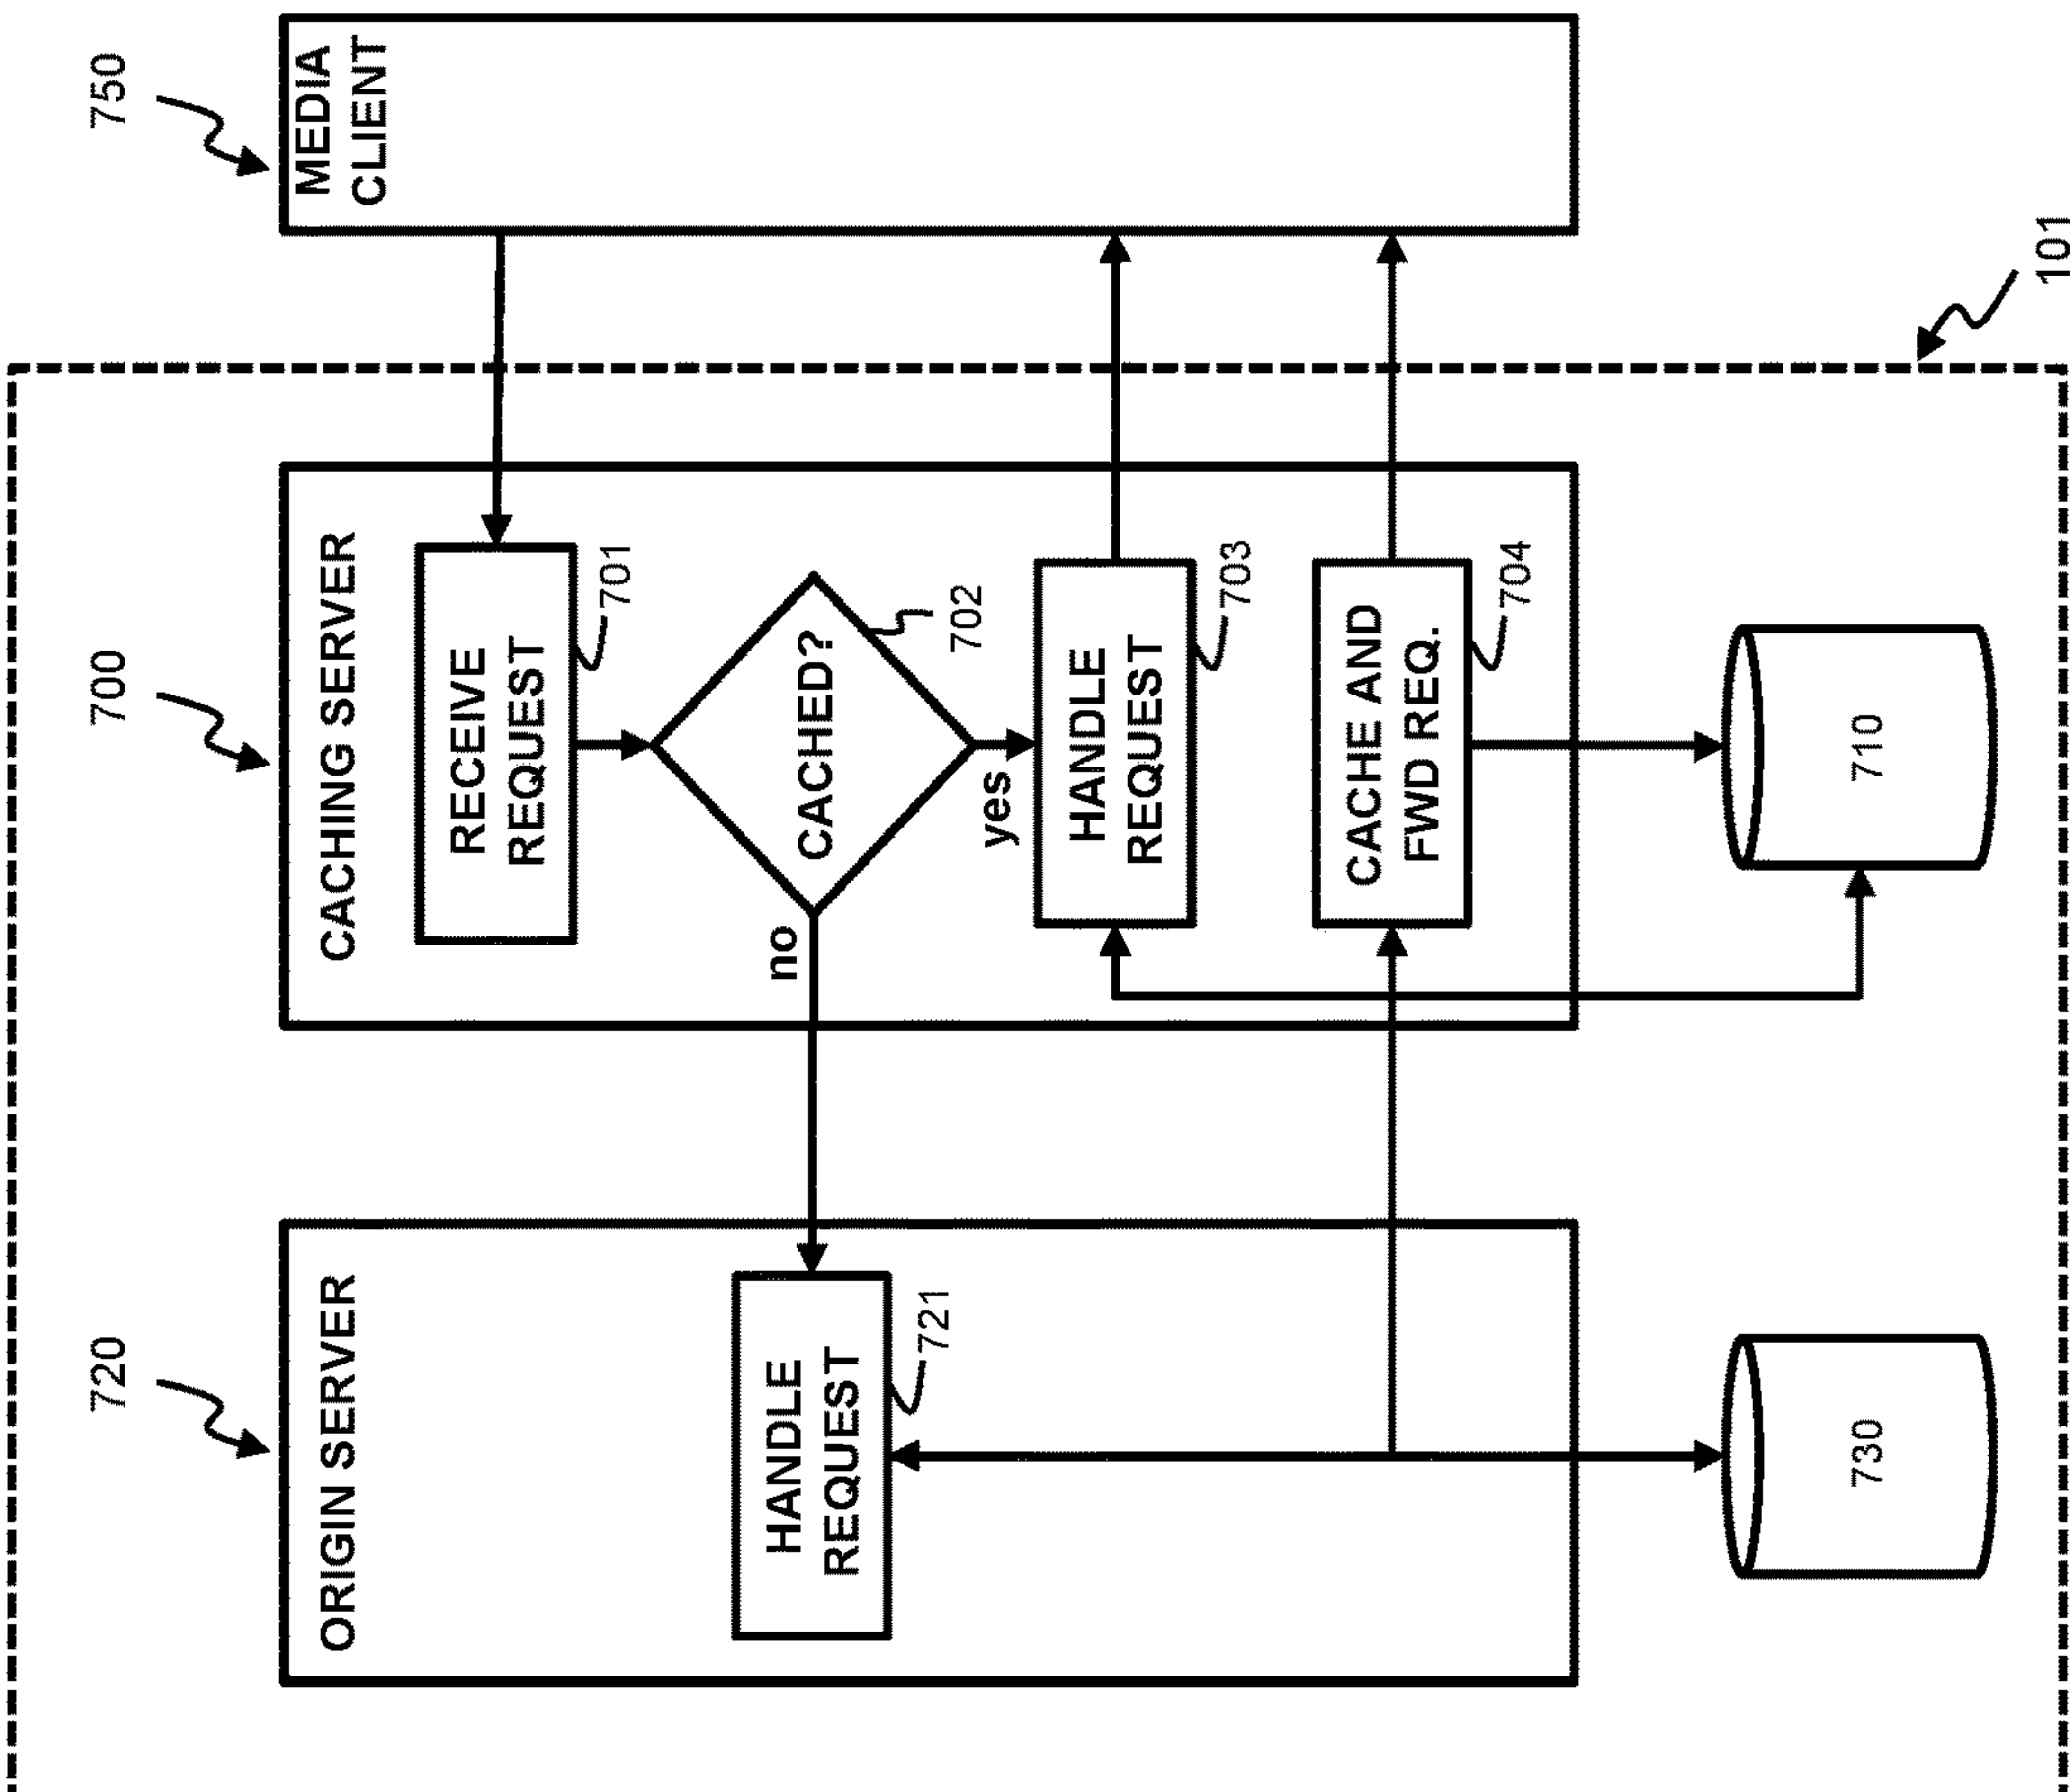 720
700
750
ORIGIN SERVER
CACHING SERVER
MEDIA
CLIENT
RECEIVE
REQUEST
701
CACHED?
702
no
yes
HANDLE
REQUEST
721
HANDLE
REQUEST
703
CACHE AND
FWD REQ.
704
730
710
101